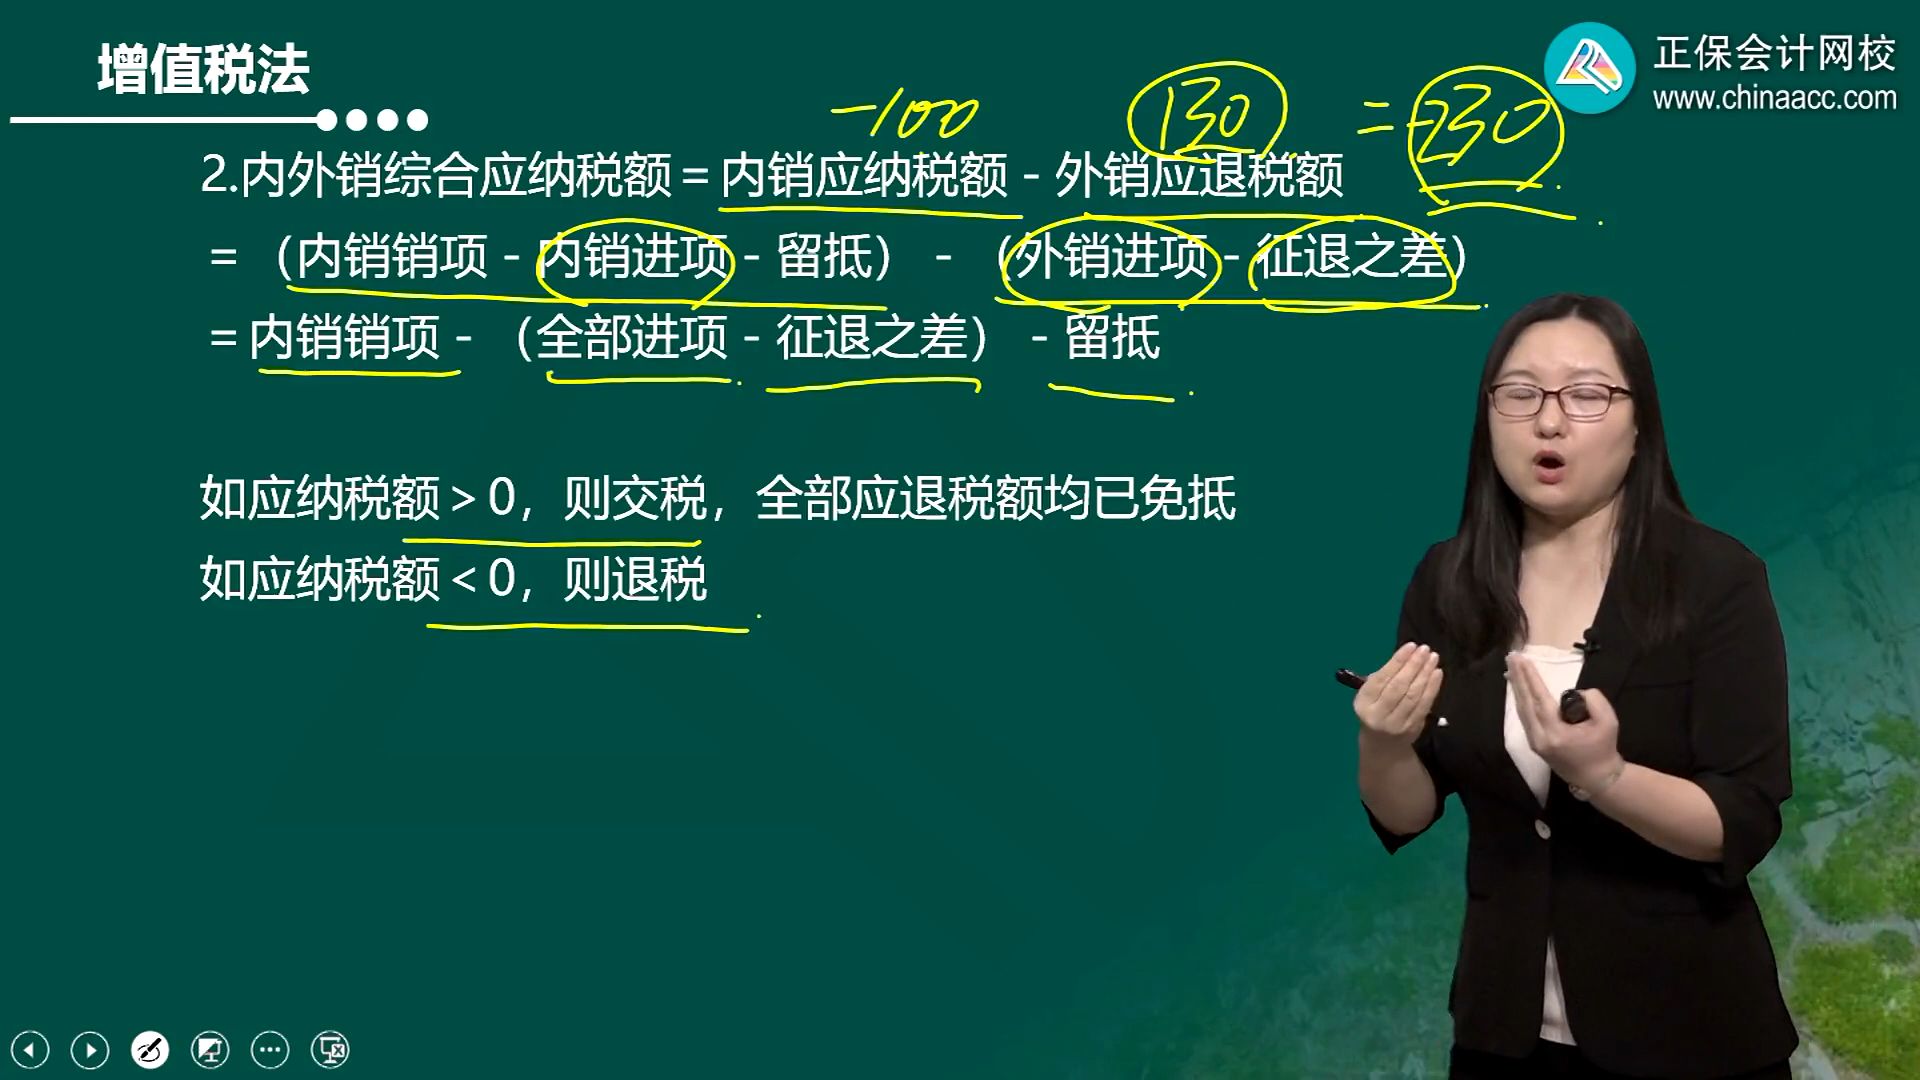 增值税法
正保会计网校
www.chinaacc.com
-100 130 =-230
2.内外销综合应纳税额=内销应纳税额-外销应退税额
=（内销销项-内销进项-留抵）-（外销进项-征退之差）
=内销销项-（全部进项-征退之差）-留抵
如应纳税额>0，则交税，全部应退税额均已免抵
如应纳税额<0，则退税